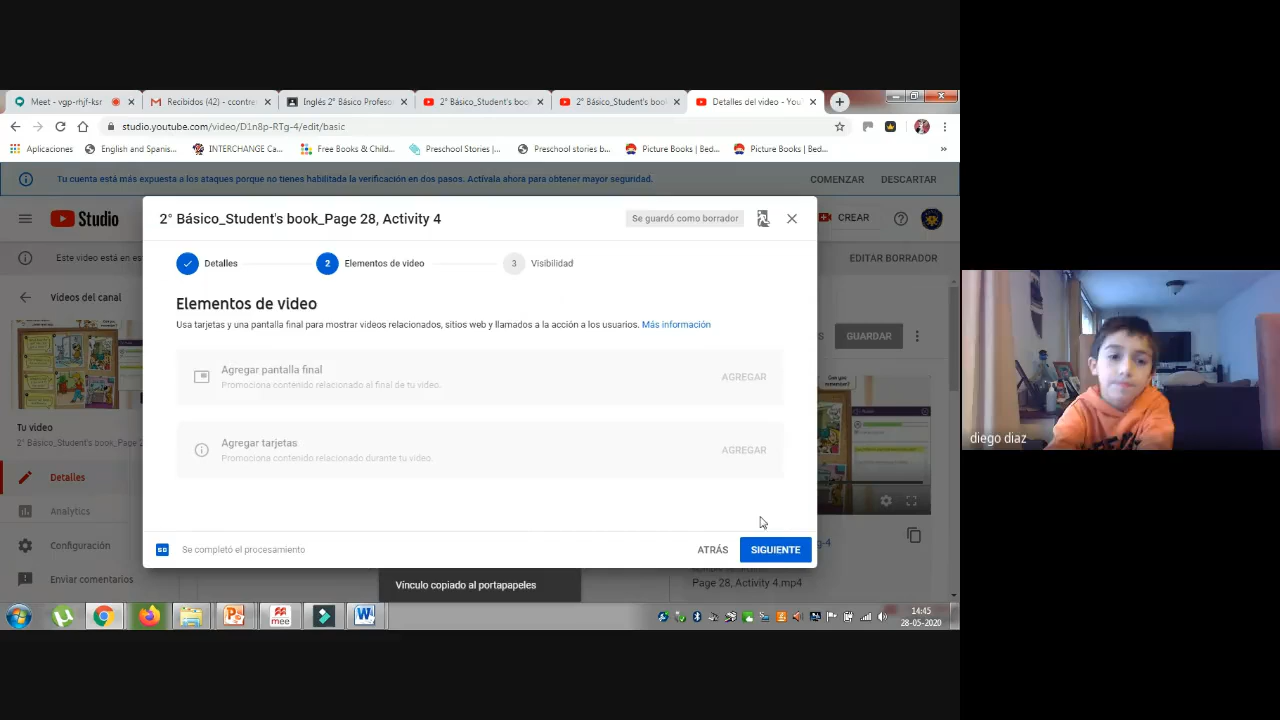 Meet - vgp-rhjf-ksr
Recibidos (42) - ccontre
Inglés 2° Básico Profeso
2° Básico_Student's boo
2° Básico_Student's boo
Detalles del video - You
studio.youtube.com/video/D1n8p-RTg-4/edit/basic
Aplicaciones
English and Spanis...
INTERCHANGE Ca...
Free Books & Child...
Preschool Stories |...
Preschool stories b...
Picture Books | Bed...
Picture Books | Bed...
»
Tu cuenta está más expuesta a los ataques porque no tienes habilitada la verificación en dos pasos. Actívala ahora para obtener mayor seguridad.
COMENZAR
DESCARTAR
Studio
CREAR
2° Básico_Student's book_Page 28, Activity 4
Se guardó como borrador
Este video está en es
EDITAR BORRADOR
Detalles
2
Elementos de video
3
Visibilidad
Videos del canal
Elementos de video
Usa tarjetas y una pantalla final para mostrar videos relacionados, sitios web y llamados a la acción a los usuarios. Más información
GUARDAR
Agregar pantalla final
Promociona contenido relacionado al final de tu video.
AGREGAR
Can you
remember?
Tu video
2° Básico_Student's book_Page 2
Agregar tarjetas
Promociona contenido relacionado durante tu video.
AGREGAR
diego diaz
Detalles
Analytics
Configuración
Enviar comentarios
SD
Se completó el procesamiento
ATRÁS
SIGUIENTE
g-4
Vínculo copiado al portapapeles
Page 28, Activity 4.mp4
mee
14:45
28-05-2020